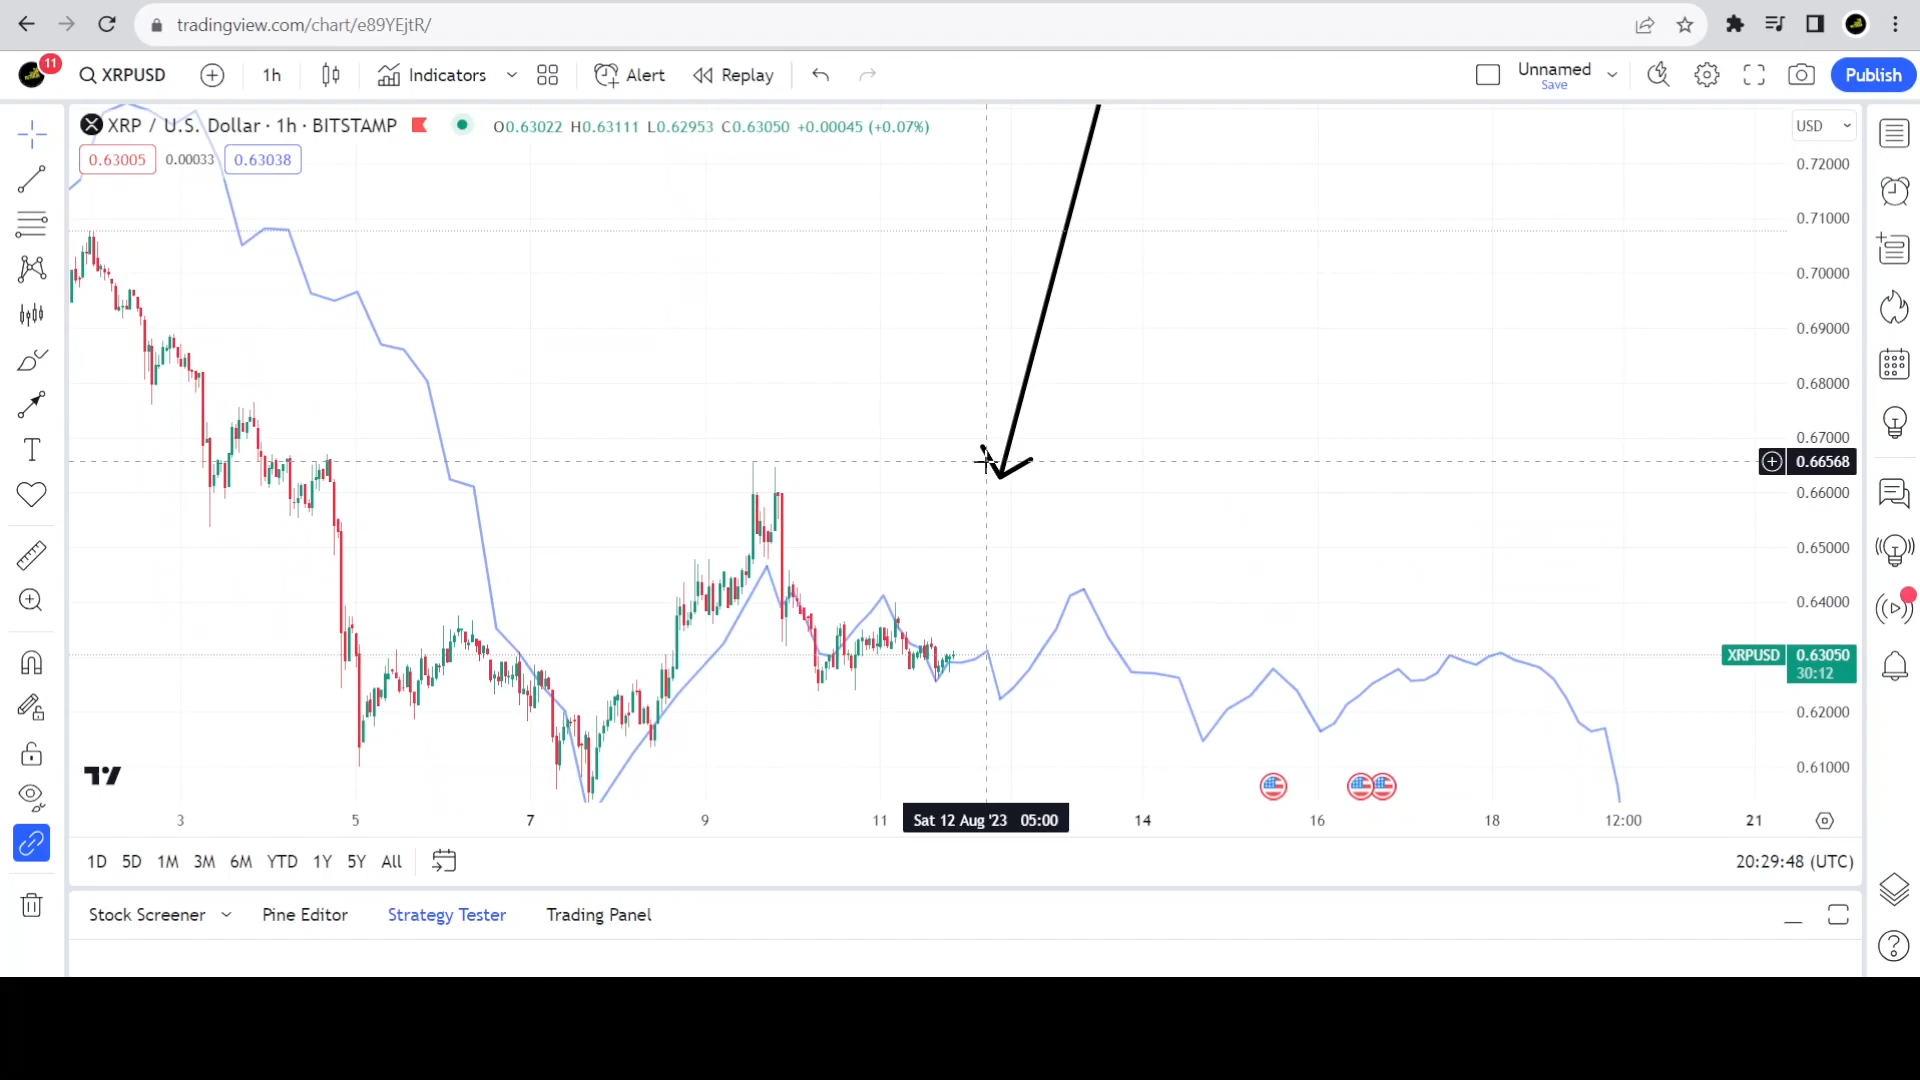 tradingview.com/chart/e89YEjtR/
11
XRPUSD
1h
Indicators
Alert
Replay
Unnamed
Save
Publish
XRP / U.S. Dollar · 1h · BITSTAMP
O0.63022 H0.63111 L0.62953 C0.63050 +0.00045 (+0.07%)
USD
0.63005
0.00033
0.63038
0.72000
0.71000
0.70000
0.69000
0.68000
0.67000
0.66568
0.66000
0.65000
0.64000
XRPUSD
0.63050
30:12
0.62000
0.61000
3
5
7
9
11
Sat 12 Aug '23 05:00
14
16
18
12:00
21
1D 5D 1M 3M 6M YTD 1Y 5Y All
20:29:48 (UTC)
Stock Screener
Pine Editor
Strategy Tester
Trading Panel